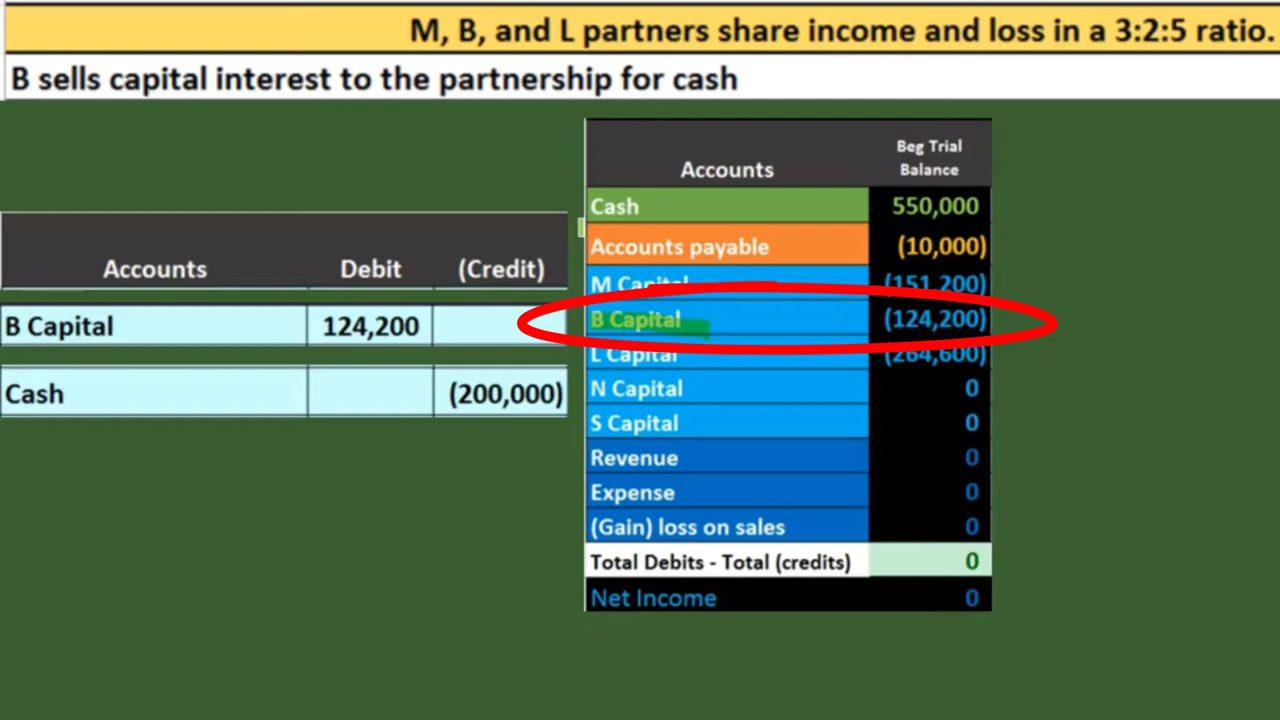 M, B, and L partners share income and loss in a 3:2:5 ratio.
B sells capital interest to the partnership for cash
Accounts Debit (Credit)
B Capital 124,200
Cash (200,000)
Accounts Beg Trial Balance
Cash 550,000
Accounts payable (10,000)
M Capital (151,200)
B Capital (124,200)
L Capital (264,600)
N Capital 0
S Capital 0
Revenue 0
Expense 0
(Gain) loss on sales 0
Total Debits - Total (credits) 0
Net Income 0